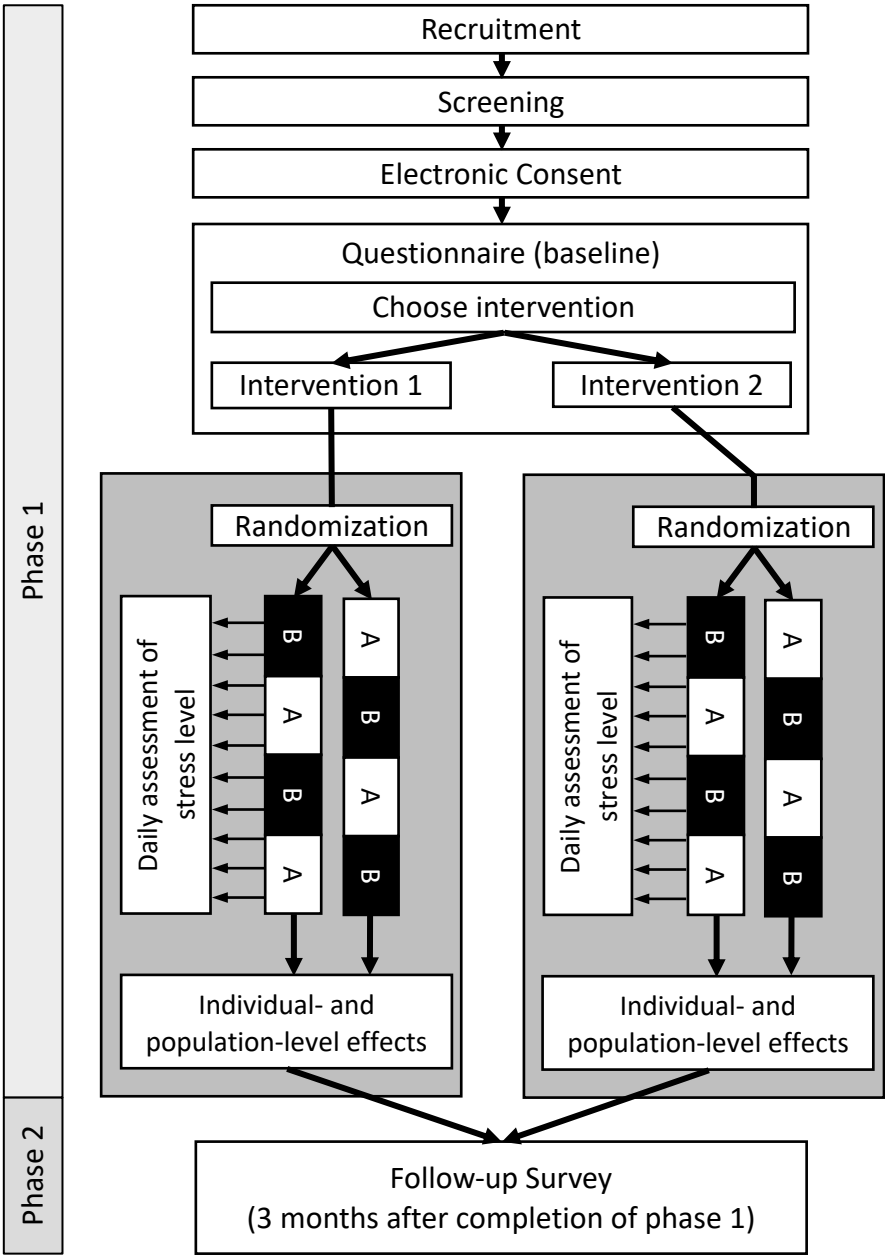 Phase 1
Recruitment
Screening
Electronic Consent
Questionnaire (baseline)
Choose intervention
Intervention 1
Intervention 2
Randomization
Daily assessment of
stress level
B
A
B
A
A
B
A
B
Individual- and
population-level effects
Randomization
Daily assessment of
stress level
B
A
B
A
A
B
A
B
Individual- and
population-level effects
Phase 2
Follow-up Survey
(3 months after completion of phase 1)